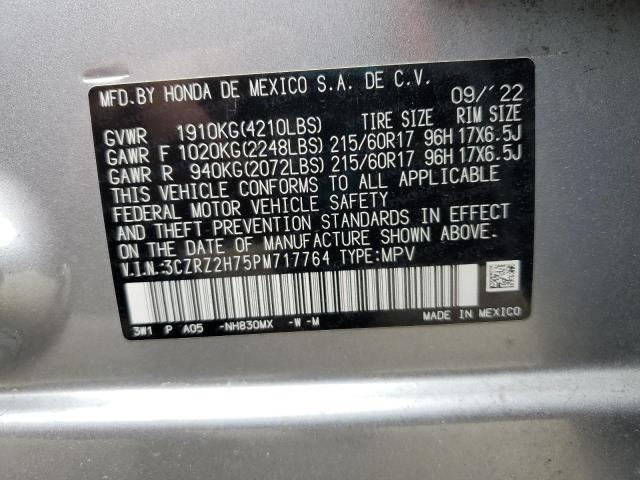 MFD.BY HONDA DE MEXICO S.A. DE C.V. 09/'22
GVWR 1910KG(4210LBS) TIRE SIZE RIM SIZE
GAWR F 1020KG(2248LBS) 215/60R17 96H 17X6.5J
GAWR R 940KG(2072LBS) 215/60R17 96H 17X6.5J
THIS VEHICLE CONFORMS TO ALL APPLICABLE
FEDERAL MOTOR VEHICLE SAFETY
AND THEFT PREVENTION STANDARDS IN EFFECT
ON THE DATE OF MANUFACTURE SHOWN ABOVE.
V.I.N.:3CZRZ2H75PM717764 TYPE:MPV
3W1 P A05 -NH830MX -W-M MADE IN MEXICO